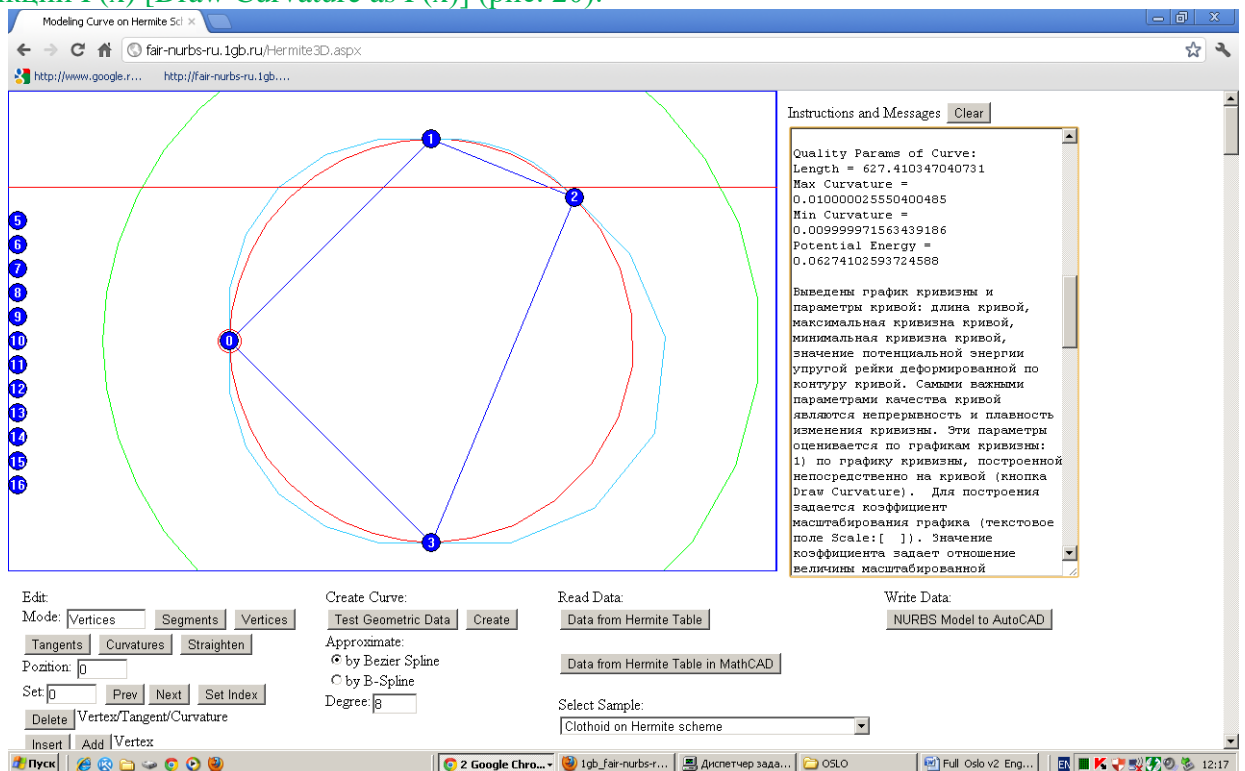 кции F(x) [Draw Curvature as F(x)] (рис. 20).
Modeling Curve on Hermite Sch
fair-nurbs-ru.1gb.ru/Hermite3D.aspx
http://www.google.r... http://fair-nurbs-ru.1gb....
1
2
0
3
5
6
7
8
9
10
11
12
13
14
15
16
Instructions and Messages Clear
Quality Params of Curve:
Length = 627.410347040731
Max Curvature =
0.010000025550400485
Min Curvature =
0.009999971563439186
Potential Energy =
0.06274102593724588
Выведены график кривизны и
параметры кривой: длина кривой,
максимальная кривизна кривой,
минимальная кривизна кривой,
значение потенциальной энергии
упругой рейки деформированной по
контуру кривой. Самыми важными
параметрами качества кривой
являются непрерывность и плавность
изменения кривизны. Эти параметры
оценивается по графикам кривизны:
1) по графику кривизны, построенной
непосредственно на кривой (кнопка
Draw Curvature). Для построения
задается коэффициент
масштабирования графика (текстовое
поле Scale:[ ]). Значение
коэффициента задает отношение
величины масштабированной
Edit:
Mode: Vertices Segments Vertices
Tangents Curvatures Straighten
Pozition: 0
Set: 0 Prev Next Set Index
Delete Vertex/Tangent/Curvature
Insert Add Vertex
Create Curve:
Test Geometric Data Create
Approximate:
by Bezier Spline
by B-Spline
Degree: 8
Read Data:
Data from Hermite Table
Data from Hermite Table in MathCAD
Select Sample:
Clothoid on Hermite scheme
Write Data:
NURBS Model to AutoCAD
Пуск 2 Google Chro... 1gb_fair-nurbs-r... Диспетчер зада... OSLO Full Oslo v2 Eng... EN 12:17